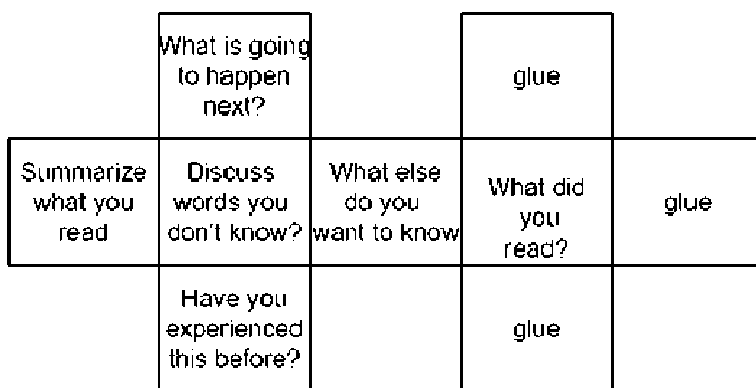 What is going
to happen
next?
glue
Summarize
what you
read
Discuss
words you
don't know?
What else
do you
want to know
What did
you
read?
glue
Have you
experienced
this before?
glue